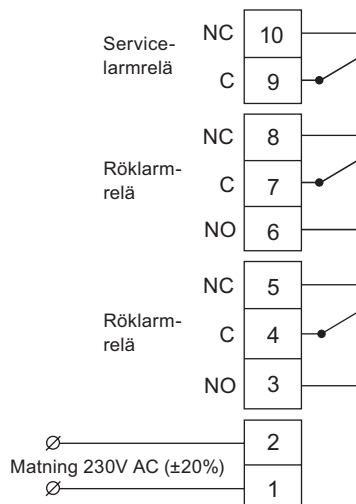 Service-
larmrelä
NC 10
C 9
Röklarm-
relä
NC 8
C 7
NO 6
Röklarm-
relä
NC 5
C 4
NO 3
2
Matning 230V AC (±20%)
1